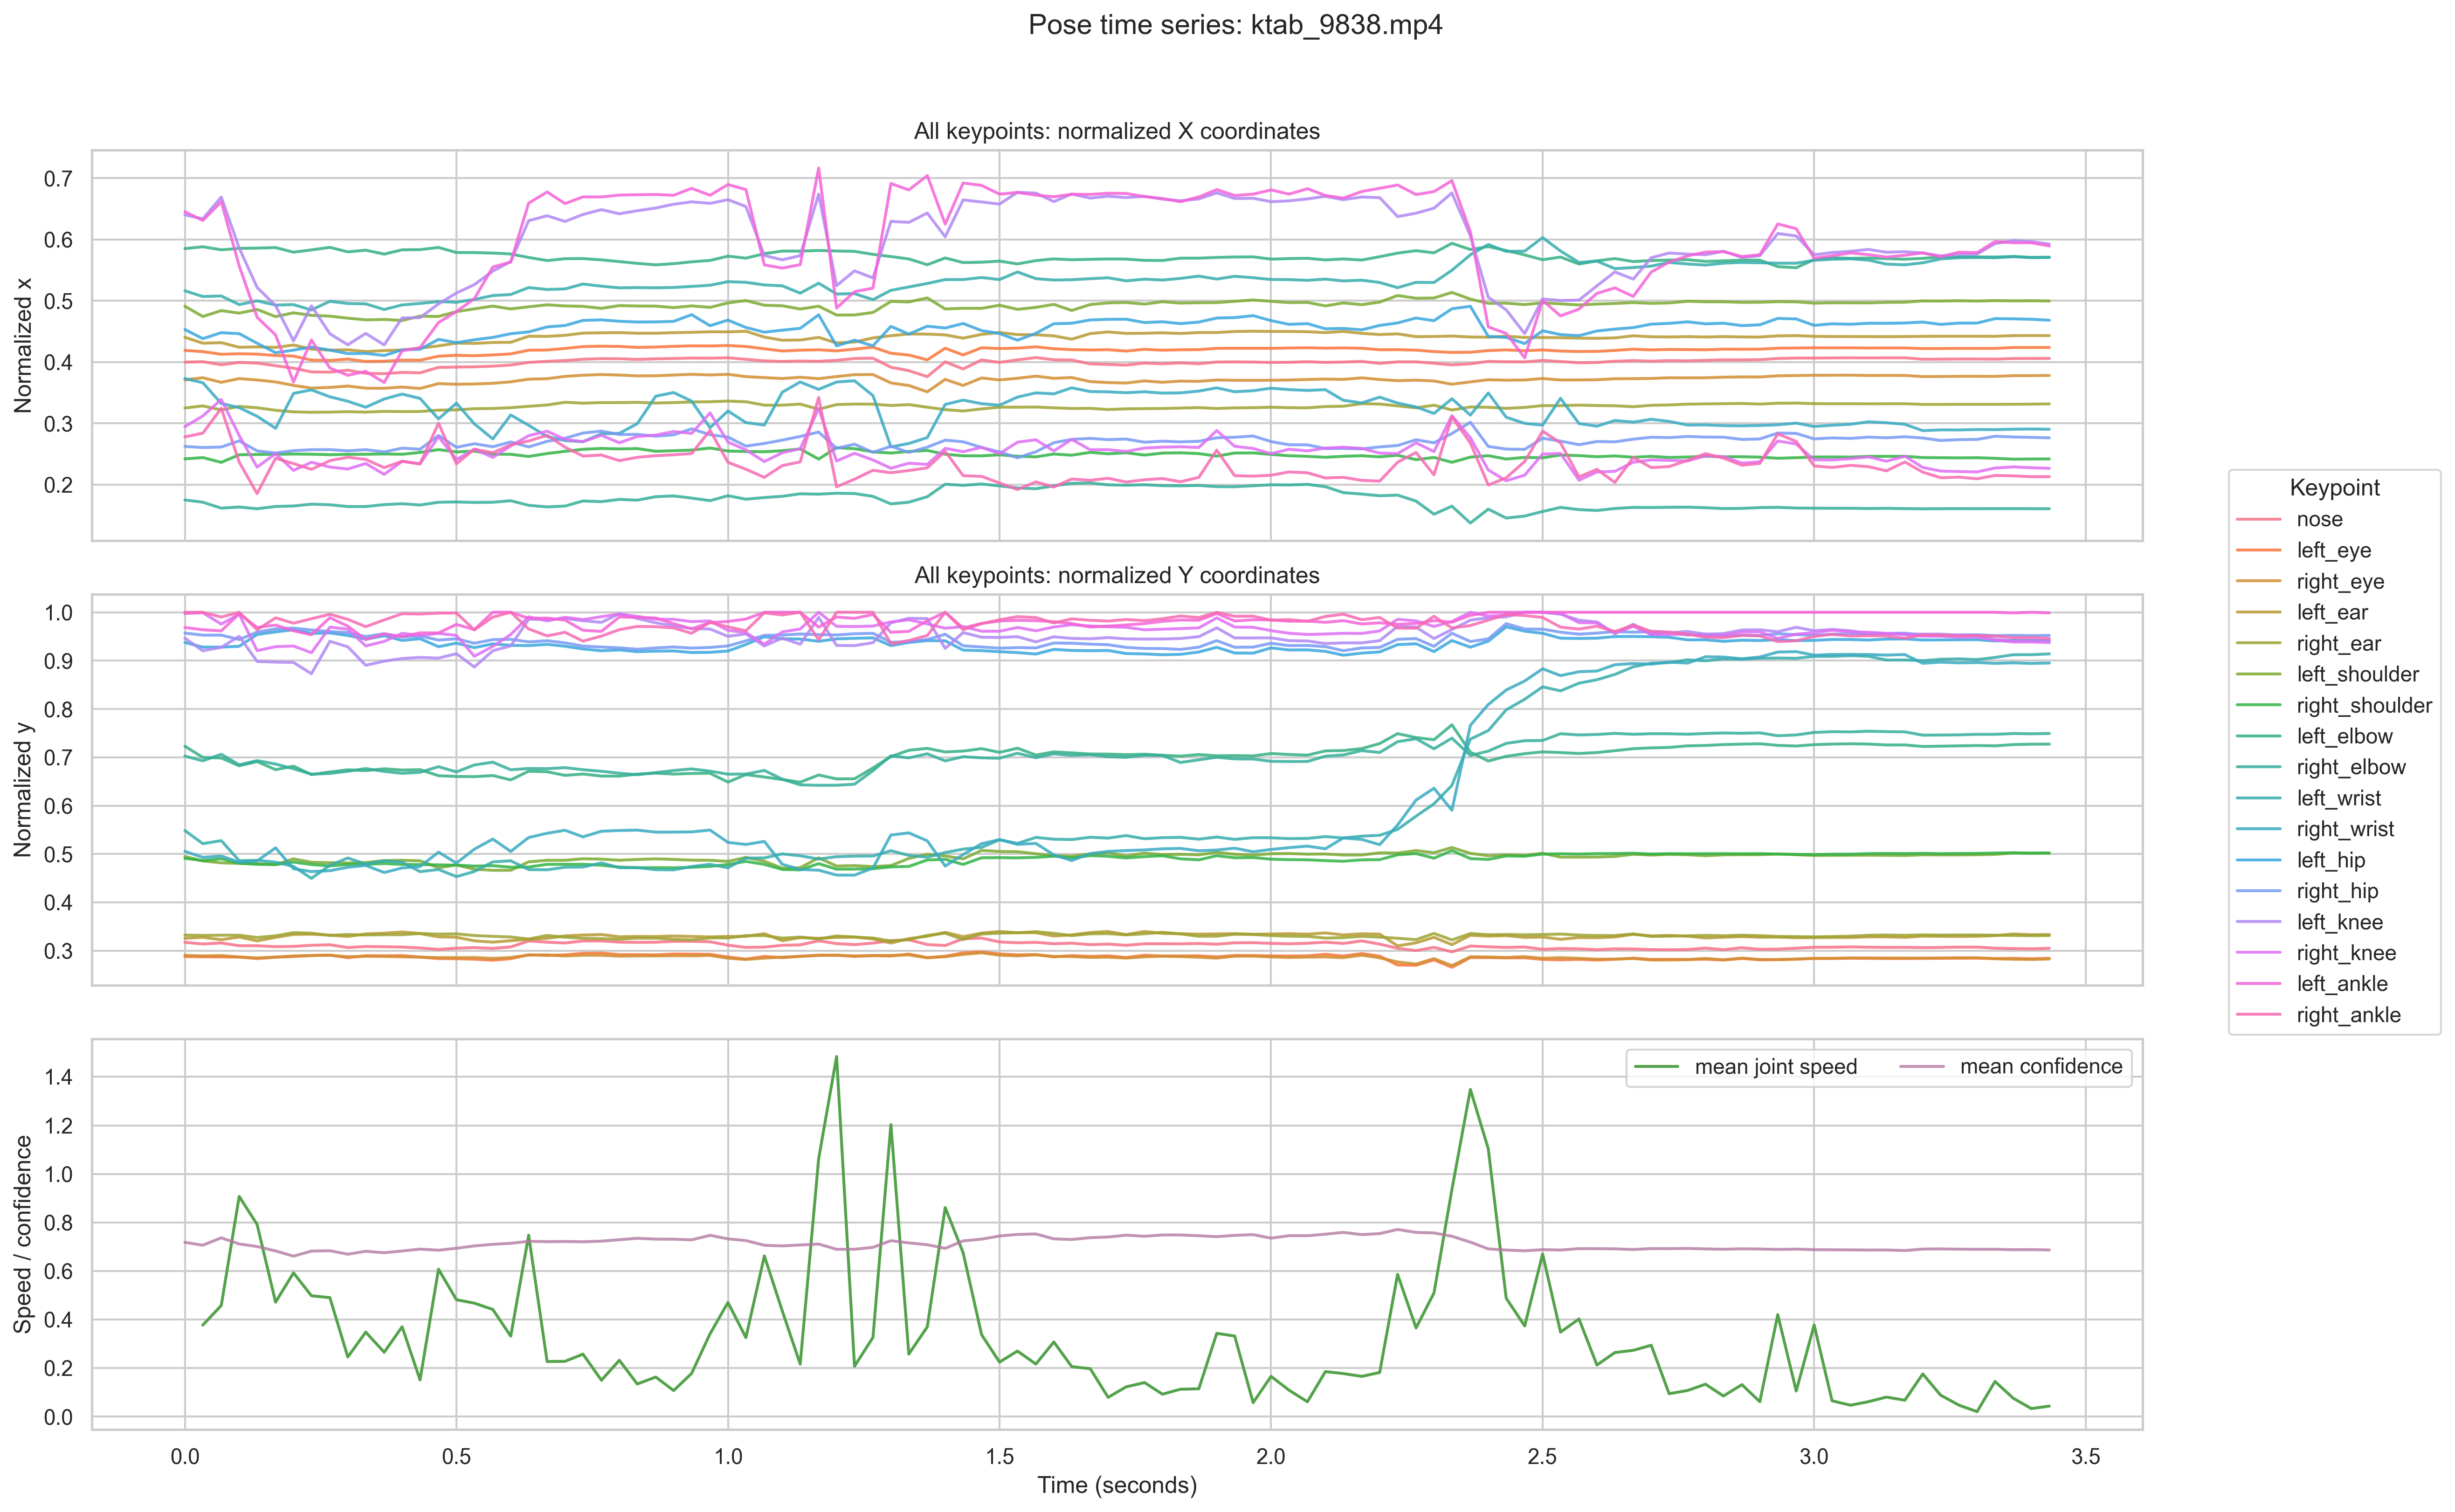 Pose time series: ktab_9838.mp4
All keypoints: normalized X coordinates
Normalized x
0.7
0.6
0.5
0.4
0.3
0.2
All keypoints: normalized Y coordinates
Normalized y
1.0
0.9
0.8
0.7
0.6
0.5
0.4
0.3
Keypoint
nose
left_eye
right_eye
left_ear
right_ear
left_shoulder
right_shoulder
left_elbow
right_elbow
left_wrist
right_wrist
left_hip
right_hip
left_knee
right_knee
left_ankle
right_ankle
Speed / confidence
1.4
1.2
1.0
0.8
0.6
0.4
0.2
0.0
mean joint speed mean confidence
0.0 0.5 1.0 1.5 2.0 2.5 3.0 3.5
Time (seconds)